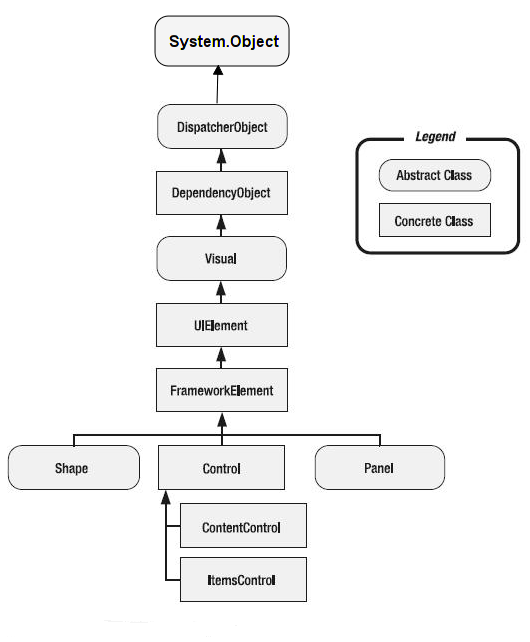 System.Object
DispatcherObject
Legend
Abstract Class
DependencyObject
Concrete Class
Visual
UIElement
FrameworkElement
Shape
Control
Panel
ContentControl
ItemsControl